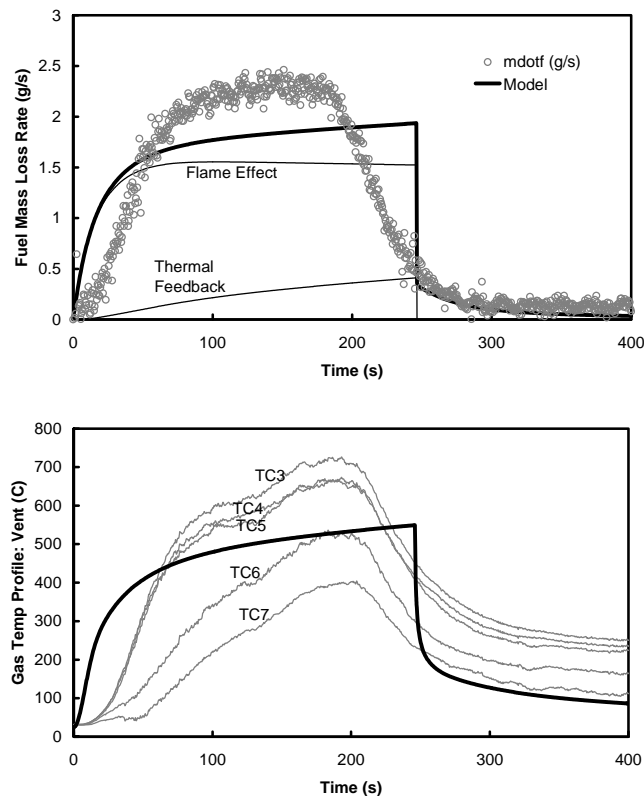 3
2.5
2
1.5
1
0.5
0
Fuel Mass Loss Rate (g/s)
mdotf (g/s)
Model
Flame Effect
Thermal
Feedback
0 100 200 300 400
Time (s)
800
700
600
500
400
300
200
100
0
Gas Temp Profile: Vent (C)
TC3
TC4
TC5
TC6
TC7
0 100 200 300 400
Time (s)